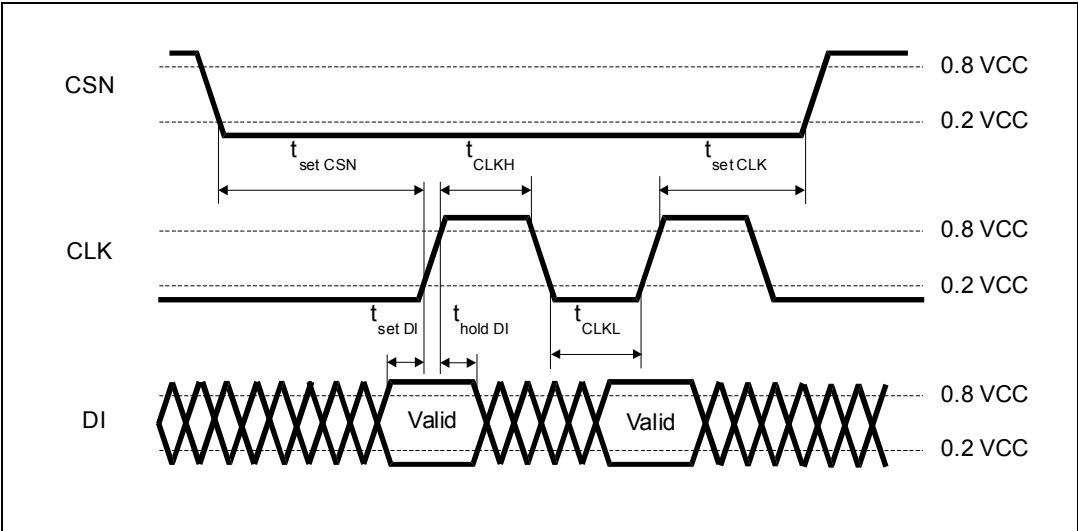 CSN
0.8 VCC
0.2 VCC
t set CSN
t CLKH
t set CLK
CLK
0.8 VCC
0.2 VCC
t set DI
t hold DI
t CLKL
DI
Valid
Valid
0.8 VCC
0.2 VCC